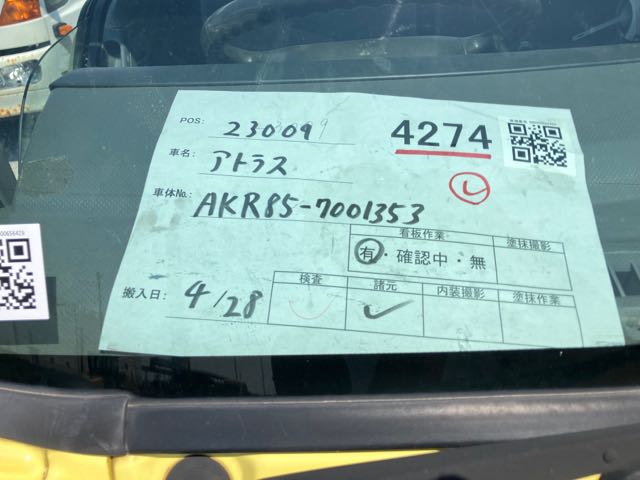 POS: 23009
4274
車名: アトラス
レ
車体No.: AKR85-7001353
看板作業 塗抹撮影
有・確認中・無
検査 諸元 内装撮影 塗抹作業
搬入日: 4/28